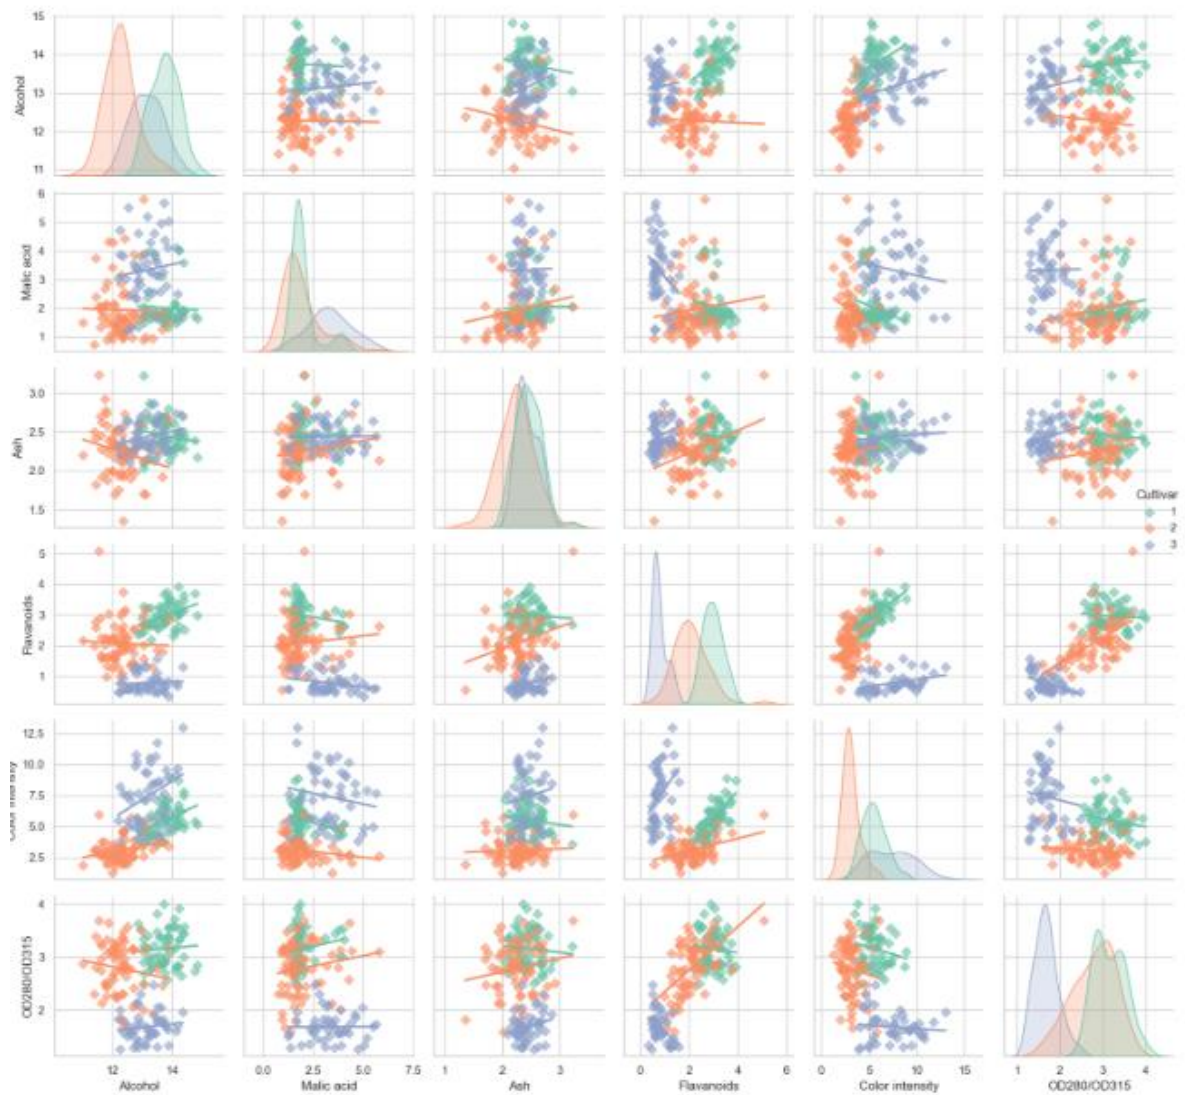 15
14
13
12
11
Alcohol
6
5
4
3
2
1
Malic acid
3.0
2.5
2.0
1.5
Ash
Cultivar
1
2
3
5
4
3
2
1
Flavanoids
12.5
10.0
7.5
5.0
2.5
Color intensity
4
3
2
OD280/OD315
12 14
0.0 2.5 5.0 7.5
1 2 3
0 2 4 6
0 5 10 15
1 2 3 4
Alcohol
Malic acid
Ash
Flavanoids
Color intensity
OD280/OD315